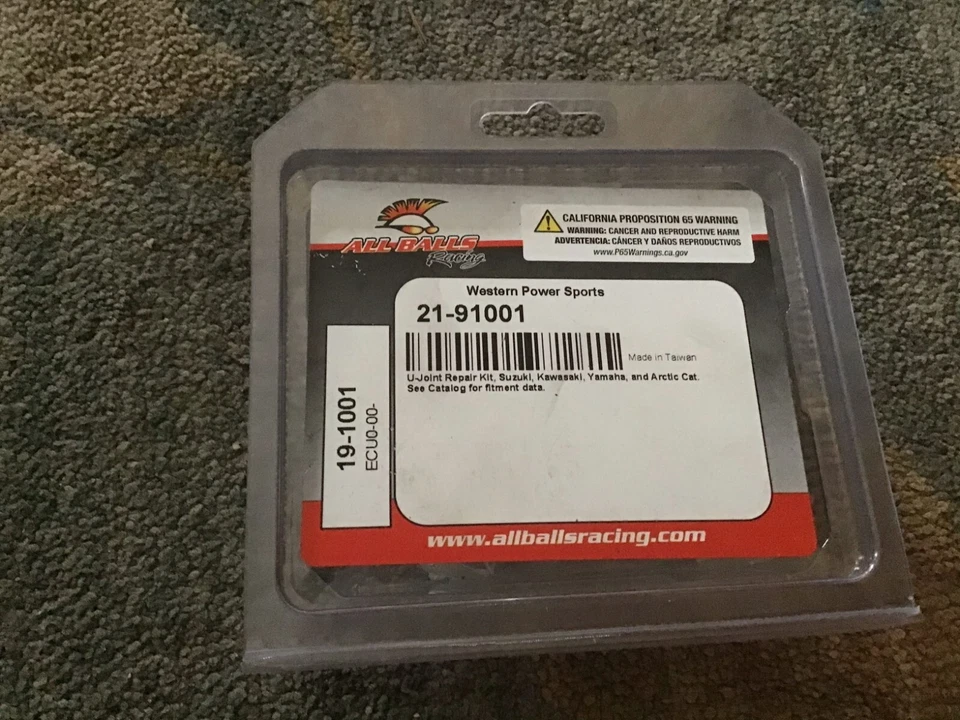 ALL-BALLS
Racing
CALIFORNIA PROPOSITION 65 WARNING
WARNING: CANCER AND REPRODUCTIVE HARM
ADVERTENCIA: CÁNCER Y DAÑOS REPRODUCTIVOS
www.P65Warnings.ca.gov
Western Power Sports
21-91001
Made in Taiwan
U-Joint Repair Kit, Suzuki, Kawasaki, Yamaha, and Arctic Cat.
See Catalog for fitment data.
19-1001
ECU0-00-
www.allballsracing.com